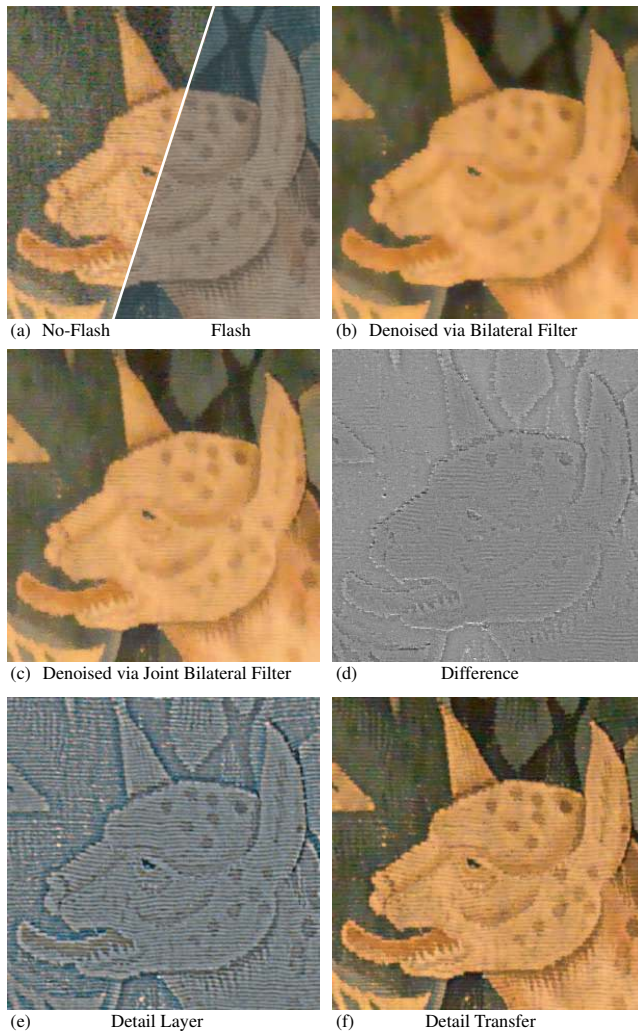 (a) No-Flash Flash
(b) Denoised via Bilateral Filter
(c) Denoised via Joint Bilateral Filter
(d) Difference
(e) Detail Layer
(f) Detail Transfer